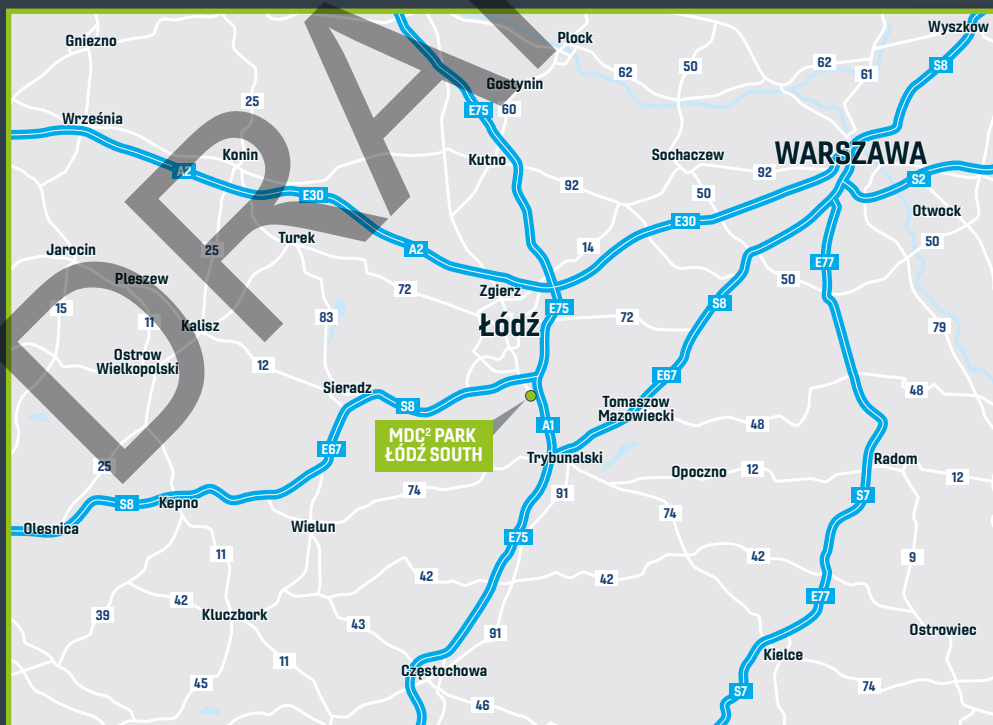 Gniezno
Plock
Wyszkow
62
S8
50
62
61
Gostynin
25
E75
60
Września
Konin
Kutno
Sochaczew
WARSZAWA
A2
92
92
S2
E30
50
E30
Otwock
Turek
14
50
Jarocin
25
A2
E77
Pleszew
72
Zgierz
50
15
11
Kalisz
83
E75
Łódź
72
S8
79
Ostrow
Wielkopolski
12
Sieradz
E67
48
S8
Tomaszow
Mazowiecki
MDC² PARK
ŁÓDŹ SOUTH
A1
48
E67
Trybunalski
Radom
25
Opoczno
12
12
74
91
S8
Kepno
S7
74
Olesnica
Wielun
E75
11
42
9
42
42
39
42
Kluczbork
43
91
E77
Ostrowiec
11
Częstochowa
Kielce
45
74
46
S7
DRA